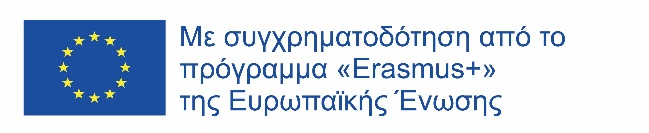 Με συγχρηματοδότηση από το
πρόγραμμα «Erasmus+»
της Ευρωπαϊκής Ένωσης